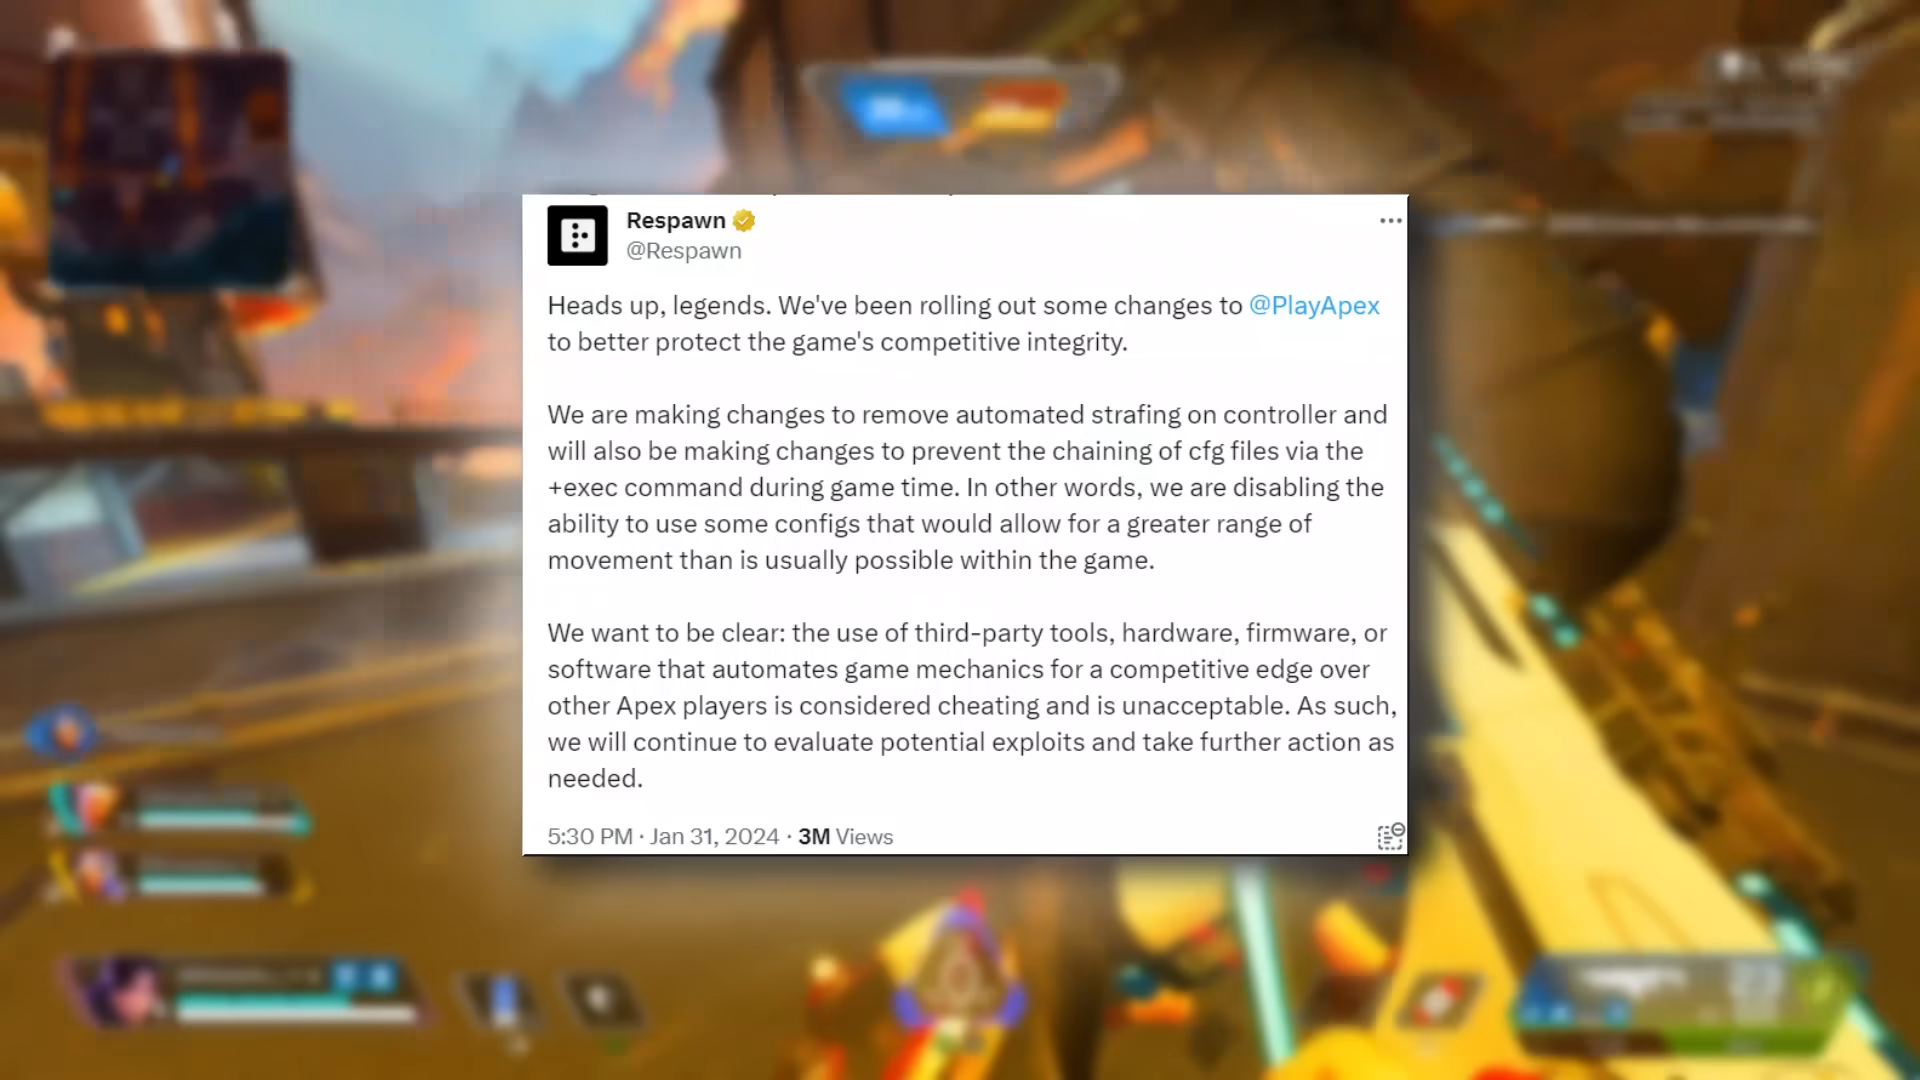 Respawn
@Respawn
Heads up, legends. We've been rolling out some changes to @PlayApex
to better protect the game's competitive integrity.
We are making changes to remove automated strafing on controller and
will also be making changes to prevent the chaining of cfg files via the
+exec command during game time. In other words, we are disabling the
ability to use some configs that would allow for a greater range of
movement than is usually possible within the game.
We want to be clear: the use of third-party tools, hardware, firmware, or
software that automates game mechanics for a competitive edge over
other Apex players is considered cheating and is unacceptable. As such,
we will continue to evaluate potential exploits and take further action as
needed.
5:30 PM · Jan 31, 2024 · 3M Views